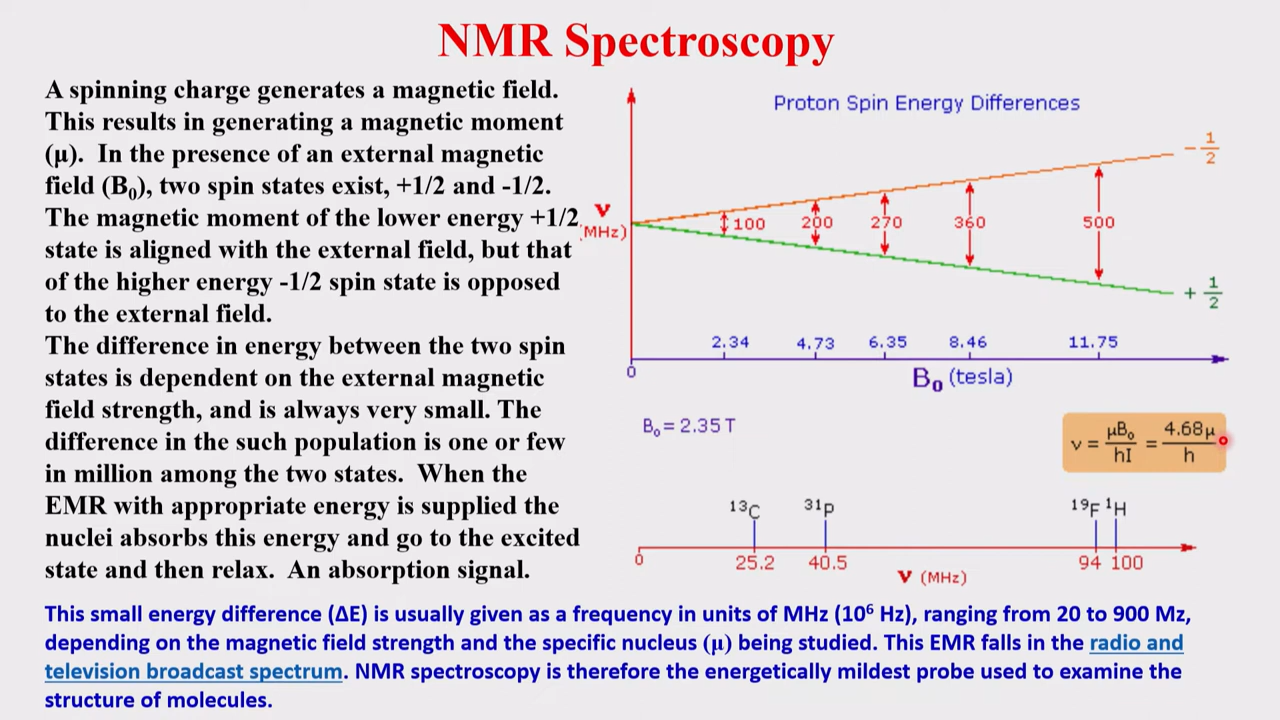 NMR Spectroscopy
A spinning charge generates a magnetic field.
This results in generating a magnetic moment
(μ). In the presence of an external magnetic
field (B₀), two spin states exist, +1/2 and -1/2.
The magnetic moment of the lower energy +1/2
state is aligned with the external field, but that
of the higher energy -1/2 spin state is opposed
to the external field.
The difference in energy between the two spin
states is dependent on the external magnetic
field strength, and is always very small. The
difference in the such population is one or few
in million among the two states. When the
EMR with appropriate energy is supplied the
nuclei absorbs this energy and go to the excited
state and then relax. An absorption signal.
Proton Spin Energy Differences
- 1/2
ν
(MHz)
100 200 270 360 500
+ 1/2
2.34 4.73 6.35 8.46 11.75
0
B₀ (tesla)
B₀ = 2.35 T
ν = μB₀/hI = 4.68μ/h
¹³C ³¹P ¹⁹F ¹H
0 25.2 40.5 94 100
ν (MHz)
This small energy difference (ΔE) is usually given as a frequency in units of MHz (10⁶ Hz), ranging from 20 to 900 Mz,
depending on the magnetic field strength and the specific nucleus (μ) being studied. This EMR falls in the radio and
television broadcast spectrum. NMR spectroscopy is therefore the energetically mildest probe used to examine the
structure of molecules.